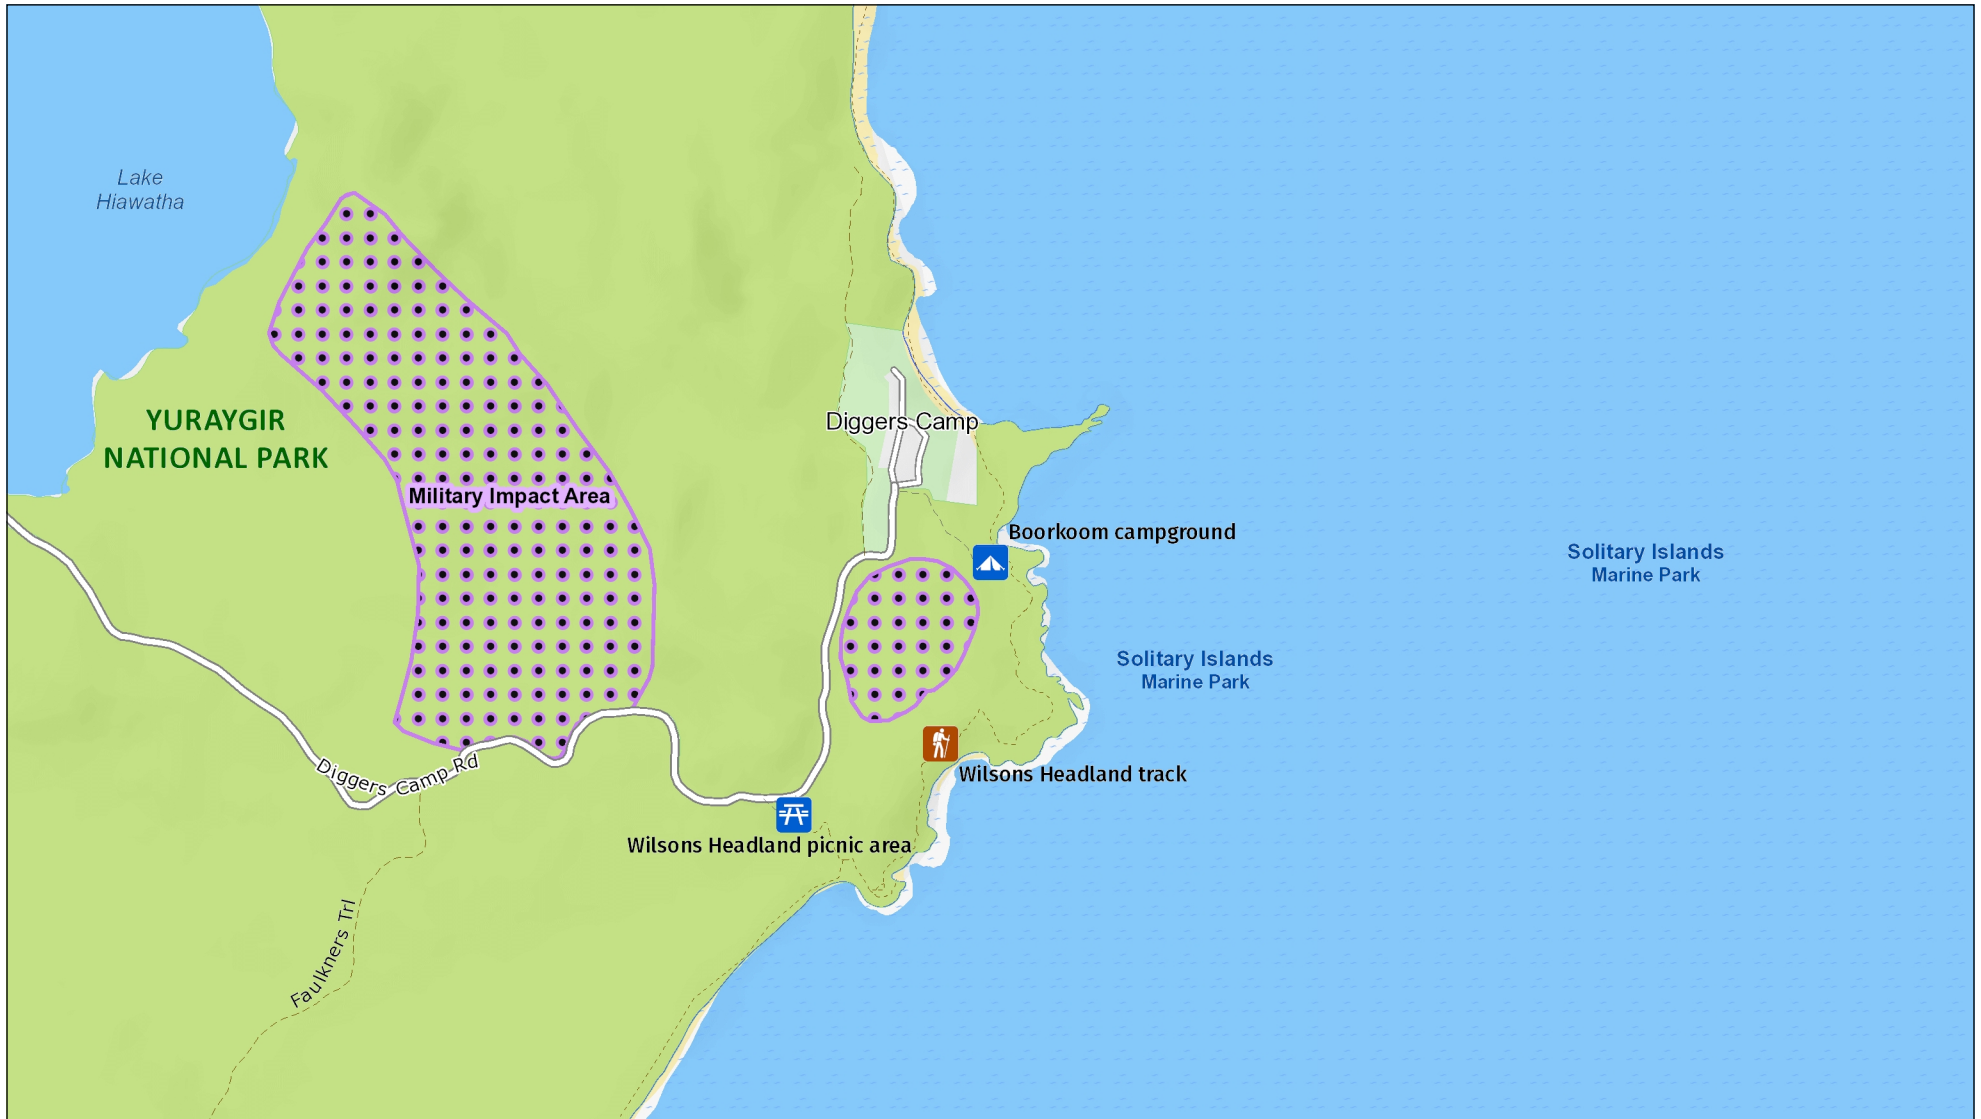 Lake
Hiawatha
YURAYGIR
NATIONAL PARK
Diggers Camp
Military Impact Area
Boorkoom campground
Solitary Islands
Marine Park
Solitary Islands
Marine Park
Diggers Camp Rd
Wilsons Headland track
Wilsons Headland picnic area
Faulkners Trl